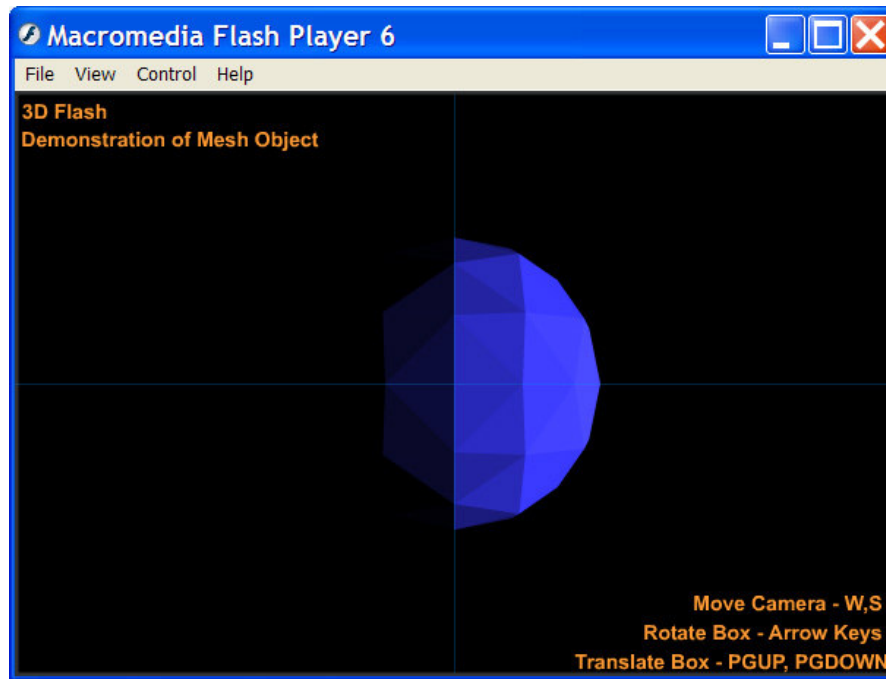 Macromedia Flash Player 6
File View Control Help
3D Flash
Demonstration of Mesh Object
Move Camera - W,S
Rotate Box - Arrow Keys
Translate Box - PGUP, PGDOWN